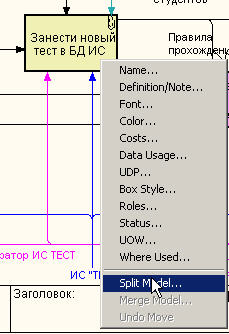 студентов
Занести новый
тест в БД ИС
Правила
прохожден
Name...
Definition/Note...
Font...
Color...
Costs...
Data Usage...
UDP...
Box Style...
Roles...
Status...
UOW...
Where Used...
ратор ИС ТЕСТ
ИС "Т
Split Model...
Заголовок:
Merge Model...
Undo Move